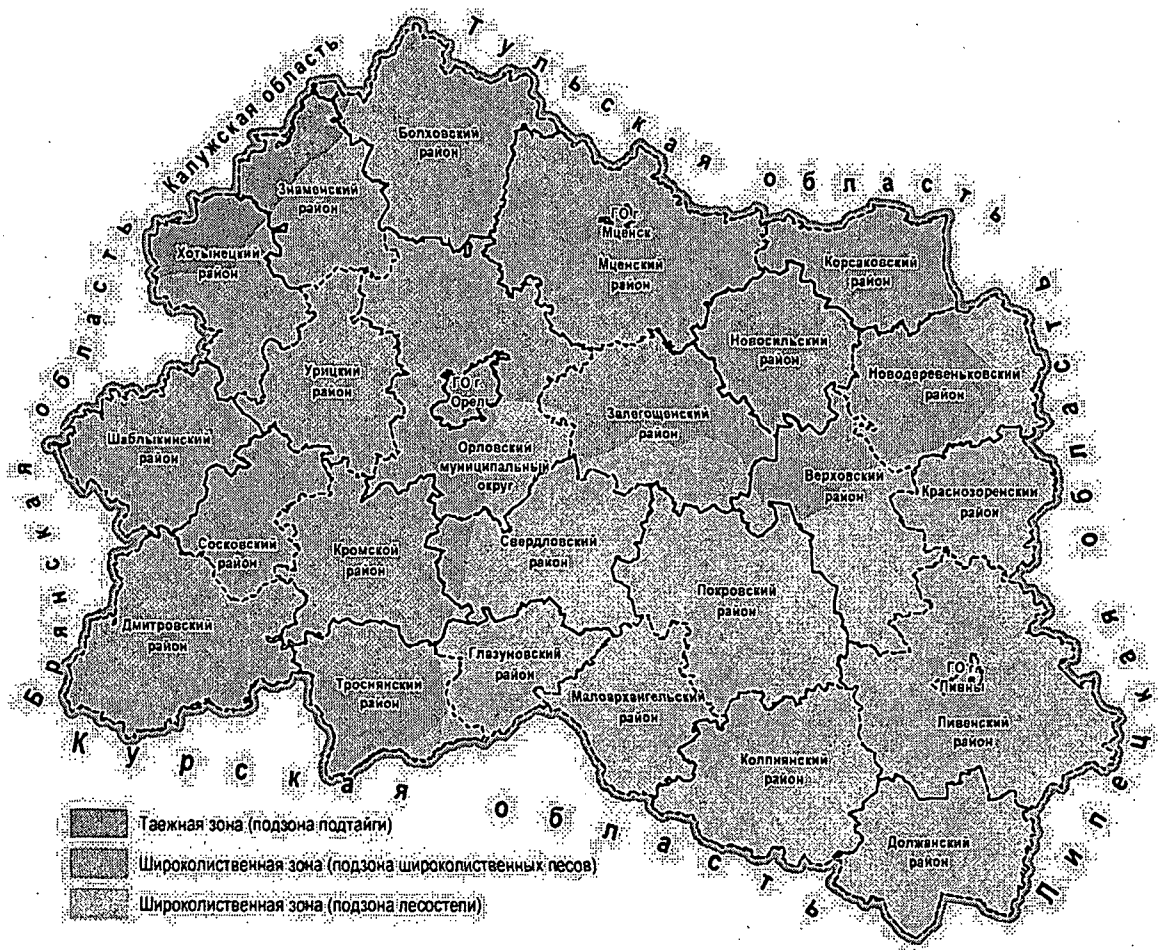 Калужская область
Тульская область
Болховский
район
Знаменский
район
ГО г.
Мценск
Мценский
район
Хотынецкий
район
Корсаковский
район
Новосильский
район
Урицкий
район
ГО г.
Орел
Новодеревеньковский
район
Залегощенский
район
Шаблыкинский
район
Орловский
муниципальный
округ
Верховский
район
Краснозоренский
район
Сосковский
район
Кромской
район
Свердловский
район
Покровский
район
Дмитровский
район
Глазуновский
район
Троснянский
район
Малоархангельский
район
ГО г.
Ливны
Ливенский
район
Колпнянский
район
Должанский
район
Брянская область
Курская область
Липецкая область
Таежная зона (подзона подтайги)
Широколиственная зона (подзона широколиственных лесов)
Широколиственная зона (подзона лесостепи)